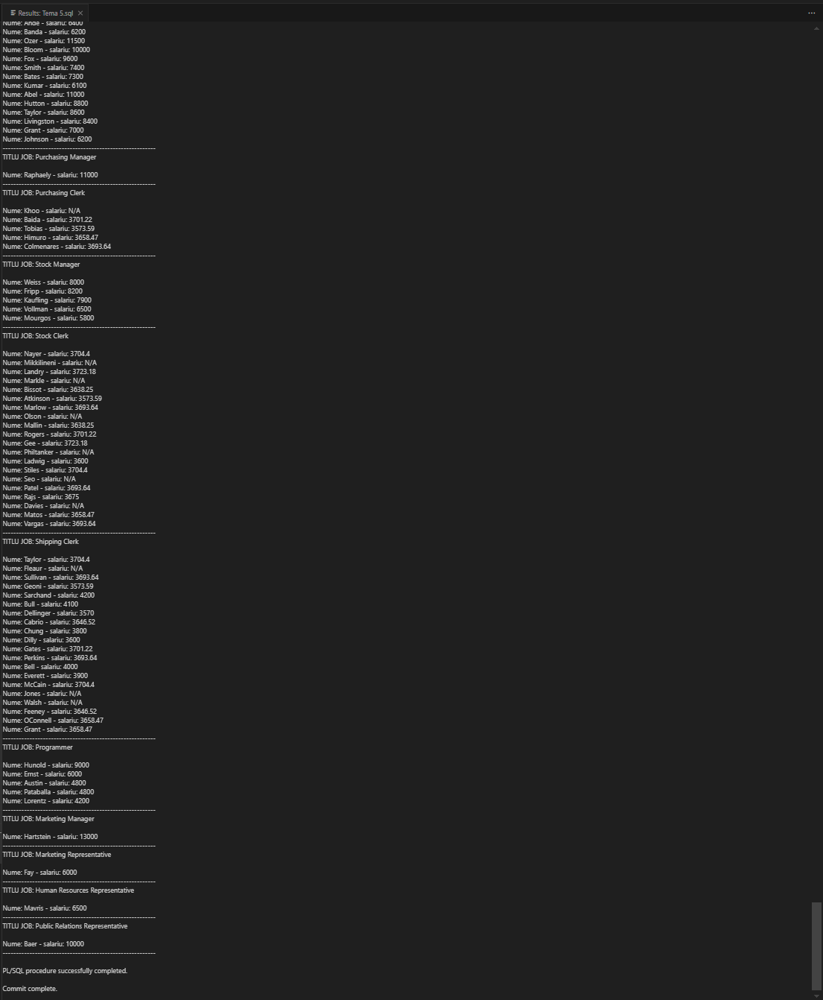 Results: Tema 5.sql
Nume: Ande - salariu: 6400
Nume: Banda - salariu: 6200
Nume: Ozer - salariu: 11500
Nume: Bloom - salariu: 10000
Nume: Fox - salariu: 9600
Nume: Smith - salariu: 7400
Nume: Bates - salariu: 7300
Nume: Kumar - salariu: 6100
Nume: Abel - salariu: 11000
Nume: Hutton - salariu: 8800
Nume: Taylor - salariu: 8600
Nume: Livingston - salariu: 8400
Nume: Grant - salariu: 7000
Nume: Johnson - salariu: 6200
---------------------------------------------------------
TITLU JOB: Purchasing Manager
Nume: Raphaely - salariu: 11000
---------------------------------------------------------
TITLU JOB: Purchasing Clerk
Nume: Khoo - salariu: N/A
Nume: Baida - salariu: 3701.22
Nume: Tobias - salariu: 3573.59
Nume: Himuro - salariu: 3658.47
Nume: Colmenares - salariu: 3693.64
---------------------------------------------------------
TITLU JOB: Stock Manager
Nume: Weiss - salariu: 8000
Nume: Fripp - salariu: 8200
Nume: Kaufling - salariu: 7900
Nume: Vollman - salariu: 6500
Nume: Mourgos - salariu: 5800
---------------------------------------------------------
TITLU JOB: Stock Clerk
Nume: Nayer - salariu: 3704.4
Nume: Mikkilineni - salariu: N/A
Nume: Landry - salariu: 3723.18
Nume: Markle - salariu: N/A
Nume: Bissot - salariu: 3638.25
Nume: Atkinson - salariu: 3573.59
Nume: Marlow - salariu: 3693.64
Nume: Olson - salariu: N/A
Nume: Mallin - salariu: 3638.25
Nume: Rogers - salariu: 3701.22
Nume: Gee - salariu: 3723.18
Nume: Philtanker - salariu: N/A
Nume: Ladwig - salariu: 3600
Nume: Stiles - salariu: 3704.4
Nume: Seo - salariu: N/A
Nume: Patel - salariu: 3693.64
Nume: Rajs - salariu: 3675
Nume: Davies - salariu: N/A
Nume: Matos - salariu: 3658.47
Nume: Vargas - salariu: 3693.64
---------------------------------------------------------
TITLU JOB: Shipping Clerk
Nume: Taylor - salariu: 3704.4
Nume: Fleaur - salariu: N/A
Nume: Sullivan - salariu: 3693.64
Nume: Geoni - salariu: 3573.59
Nume: Sarchand - salariu: 4200
Nume: Bull - salariu: 4100
Nume: Dellinger - salariu: 3570
Nume: Cabrio - salariu: 3646.52
Nume: Chung - salariu: 3800
Nume: Dilly - salariu: 3600
Nume: Gates - salariu: 3701.22
Nume: Perkins - salariu: 3693.64
Nume: Bell - salariu: 4000
Nume: Everett - salariu: 3900
Nume: McCain - salariu: 3704.4
Nume: Jones - salariu: N/A
Nume: Walsh - salariu: N/A
Nume: Feeney - salariu: 3646.52
Nume: OConnell - salariu: 3658.47
Nume: Grant - salariu: 3658.47
---------------------------------------------------------
TITLU JOB: Programmer
Nume: Hunold - salariu: 9000
Nume: Ernst - salariu: 6000
Nume: Austin - salariu: 4800
Nume: Pataballa - salariu: 4800
Nume: Lorentz - salariu: 4200
---------------------------------------------------------
TITLU JOB: Marketing Manager
Nume: Hartstein - salariu: 13000
---------------------------------------------------------
TITLU JOB: Marketing Representative
Nume: Fay - salariu: 6000
---------------------------------------------------------
TITLU JOB: Human Resources Representative
Nume: Mavris - salariu: 6500
---------------------------------------------------------
TITLU JOB: Public Relations Representative
Nume: Baer - salariu: 10000
---------------------------------------------------------
PL/SQL procedure successfully completed.
Commit complete.